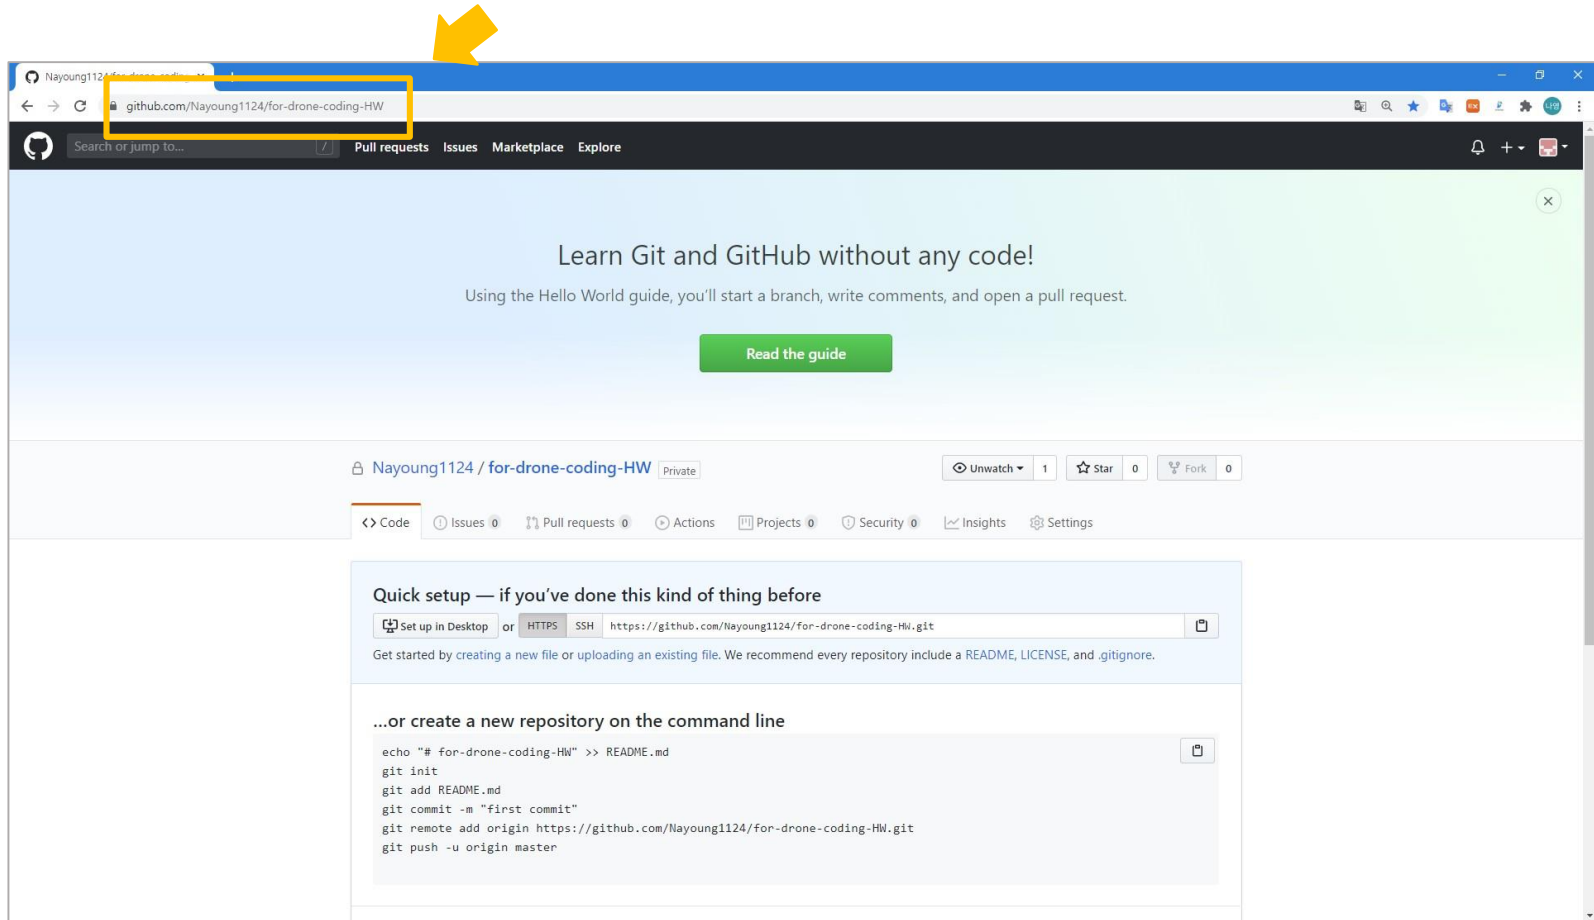 Nayoung1124/for-drone-coding
github.com/Nayoung1124/for-drone-coding-HW
나영
Search or jump to...
/
Pull requests Issues Marketplace Explore
Learn Git and GitHub without any code!
Using the Hello World guide, you’ll start a branch, write comments, and open a pull request.
Read the guide
Nayoung1124 / for-drone-coding-HW Private
Unwatch 1 Star 0 Fork 0
Code Issues 0 Pull requests 0 Actions Projects 0 Security 0 Insights Settings
Quick setup — if you’ve done this kind of thing before
Set up in Desktop or HTTPS SSH https://github.com/Nayoung1124/for-drone-coding-HW.git
Get started by creating a new file or uploading an existing file. We recommend every repository include a README, LICENSE, and .gitignore.
…or create a new repository on the command line
echo "# for-drone-coding-HW" >> README.md
git init
git add README.md
git commit -m "first commit"
git remote add origin https://github.com/Nayoung1124/for-drone-coding-HW.git
git push -u origin master